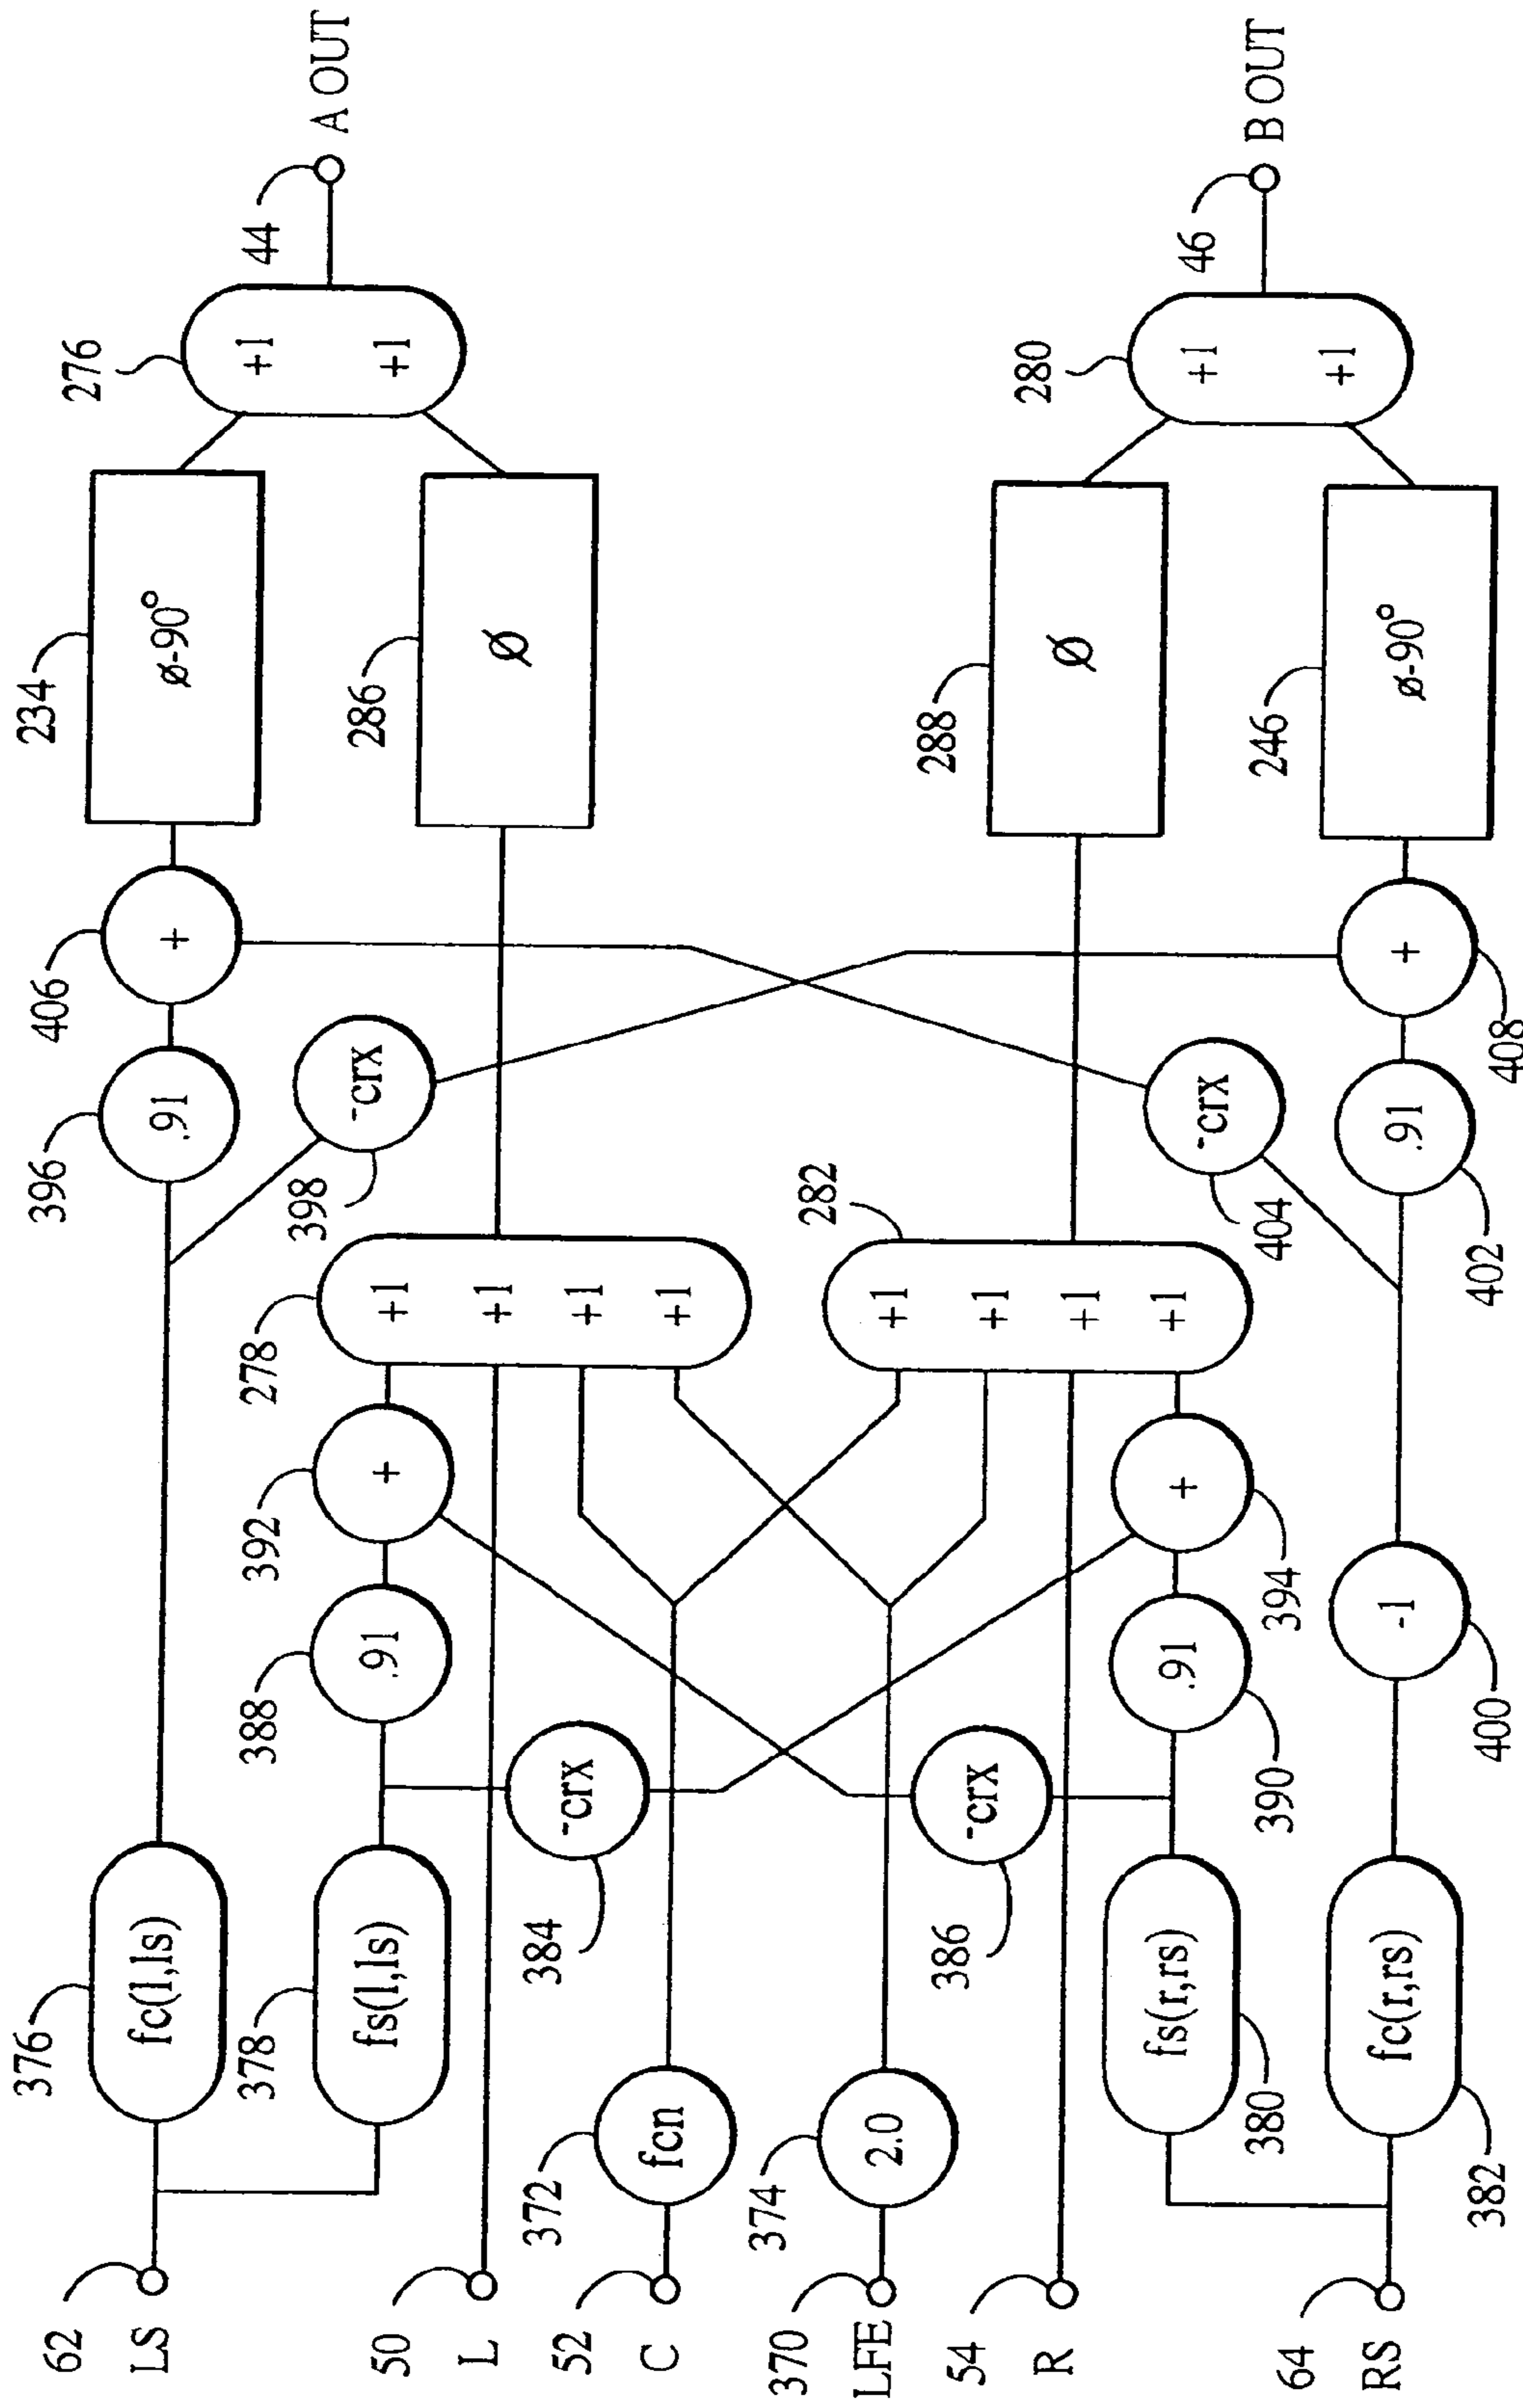 62
LS
376
fc(l,ls)
396
.91
406
+
234
ø-90°
276
+1
+1
44
A OUT
378
fs(l,ls)
388
.91
392
+
398
-crx
286
Ø
50
L
384
-crx
278
+1
+1
+1
+1
52
C
372
fcn
370
LFE
374
2.0
386
-crx
282
+1
+1
+1
+1
288
Ø
280
+1
+1
46
B OUT
54
R
380
fs(r,rs)
390
.91
394
+
404
-crx
246
ø-90°
64
RS
382
fc(r,rs)
400
-1
402
.91
408
+